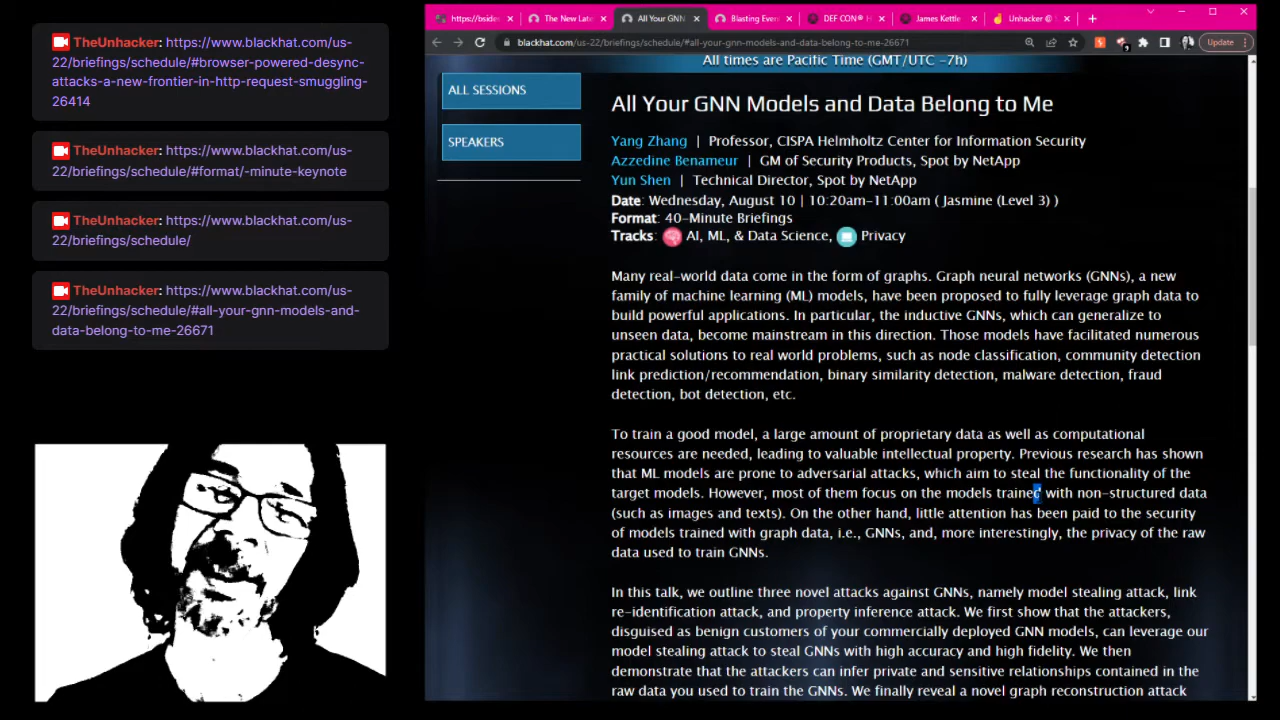 TheUnhacker: https://www.blackhat.com/us-
22/briefings/schedule/#browser-powered-desync-
attacks-a-new-frontier-in-http-request-smuggling-
26414
TheUnhacker: https://www.blackhat.com/us-
22/briefings/schedule/#format/-minute-keynote
TheUnhacker: https://www.blackhat.com/us-
22/briefings/schedule/
TheUnhacker: https://www.blackhat.com/us-
22/briefings/schedule/#all-your-gnn-models-and-
data-belong-to-me-26671
https://bsides
The New Late
All Your GNN
Blasting Even
DEF CON® H
James Kettle
Unhacker @
blackhat.com/us-22/briefings/schedule/#all-your-gnn-models-and-data-belong-to-me-26671
Update
All times are Pacific Time (GMT/UTC -7h)
ALL SESSIONS
SPEAKERS
All Your GNN Models and Data Belong to Me
Yang Zhang | Professor, CISPA Helmholtz Center for Information Security
Azzedine Benameur | GM of Security Products, Spot by NetApp
Yun Shen | Technical Director, Spot by NetApp
Date: Wednesday, August 10 | 10:20am-11:00am ( Jasmine (Level 3) )
Format: 40-Minute Briefings
Tracks: AI, ML, & Data Science, Privacy
Many real-world data come in the form of graphs. Graph neural networks (GNNs), a new
family of machine learning (ML) models, have been proposed to fully leverage graph data to
build powerful applications. In particular, the inductive GNNs, which can generalize to
unseen data, become mainstream in this direction. Those models have facilitated numerous
practical solutions to real world problems, such as node classification, community detection
link prediction/recommendation, binary similarity detection, malware detection, fraud
detection, bot detection, etc.
To train a good model, a large amount of proprietary data as well as computational
resources are needed, leading to valuable intellectual property. Previous research has shown
that ML models are prone to adversarial attacks, which aim to steal the functionality of the
target models. However, most of them focus on the models trained with non-structured data
(such as images and texts). On the other hand, little attention has been paid to the security
of models trained with graph data, i.e., GNNs, and, more interestingly, the privacy of the raw
data used to train GNNs.
In this talk, we outline three novel attacks against GNNs, namely model stealing attack, link
re-identification attack, and property inference attack. We first show that the attackers,
disguised as benign customers of your commercially deployed GNN models, can leverage our
model stealing attack to steal GNNs with high accuracy and high fidelity. We then
demonstrate that the attackers can infer private and sensitive relationships contained in the
raw data you used to train the GNNs. We finally reveal a novel graph reconstruction attack